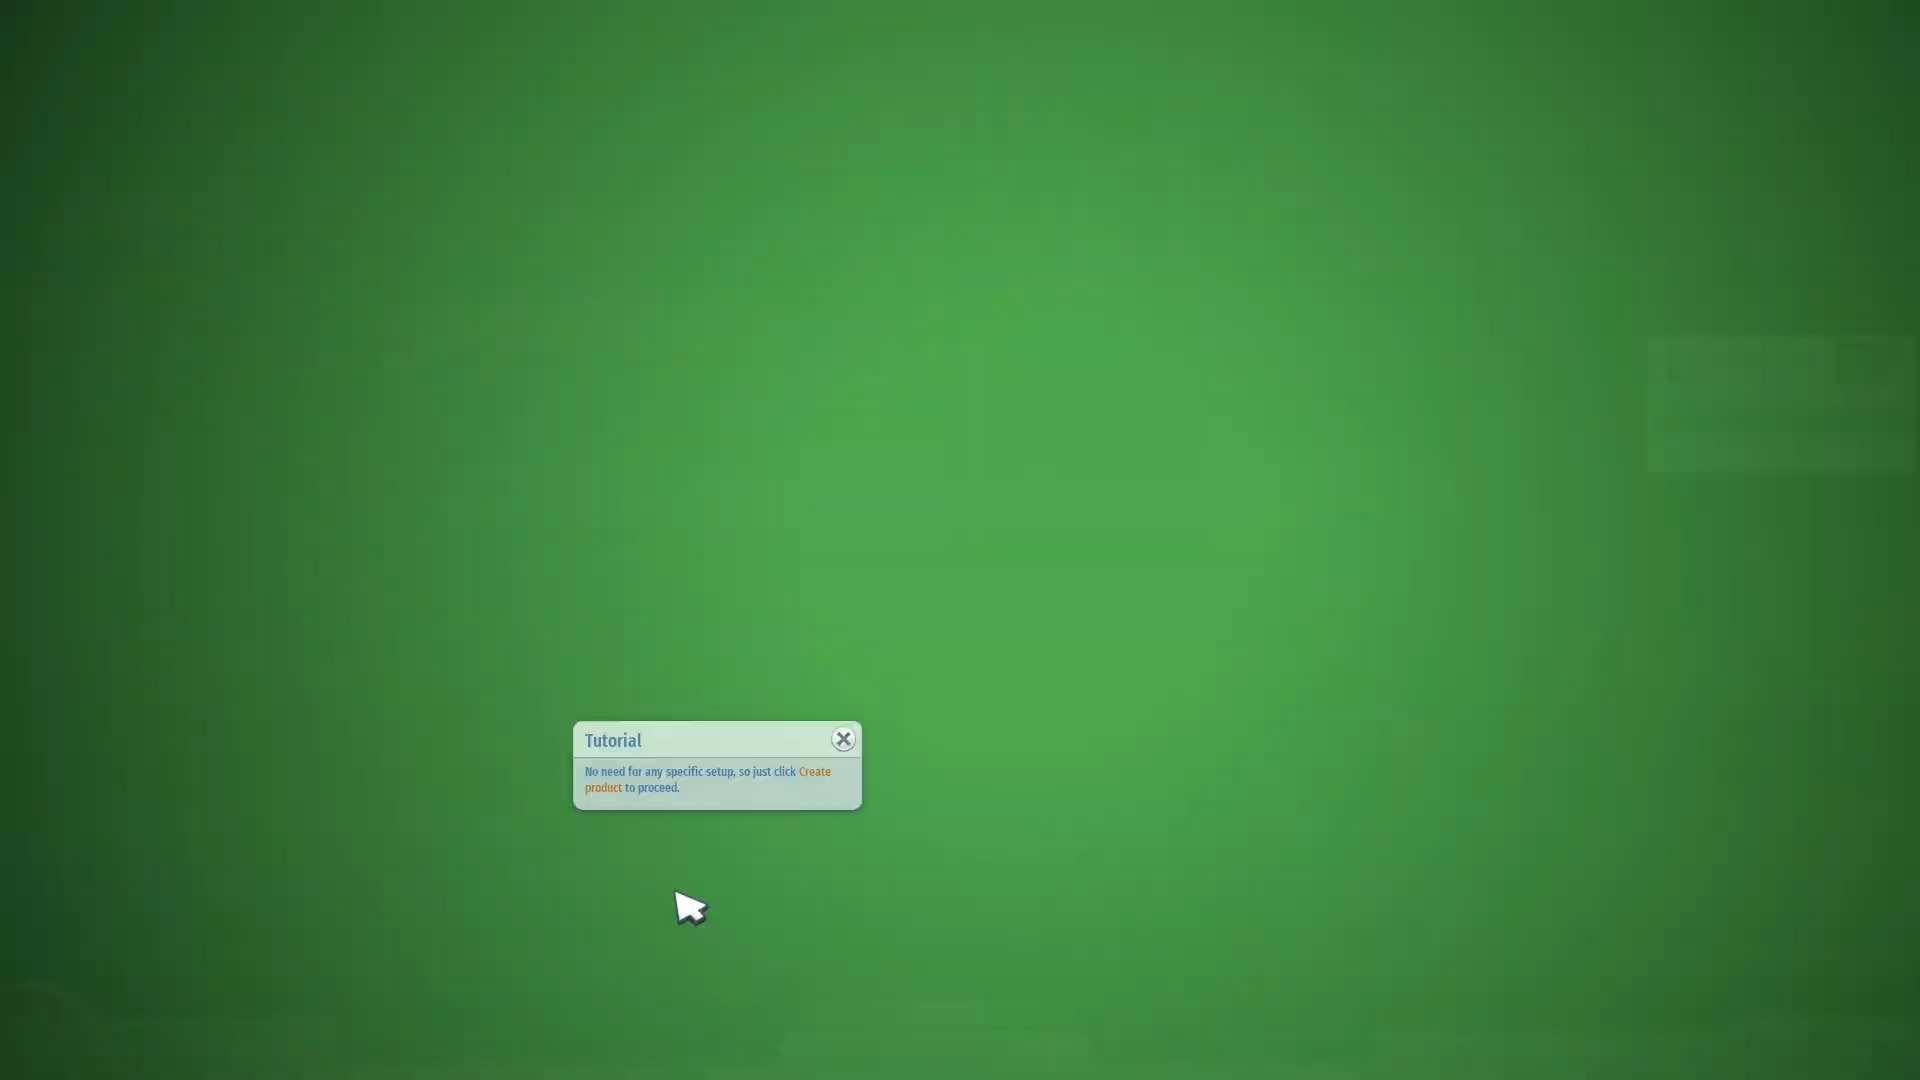 Tutorial
No need for any specific setup, so just click Create
product to proceed.